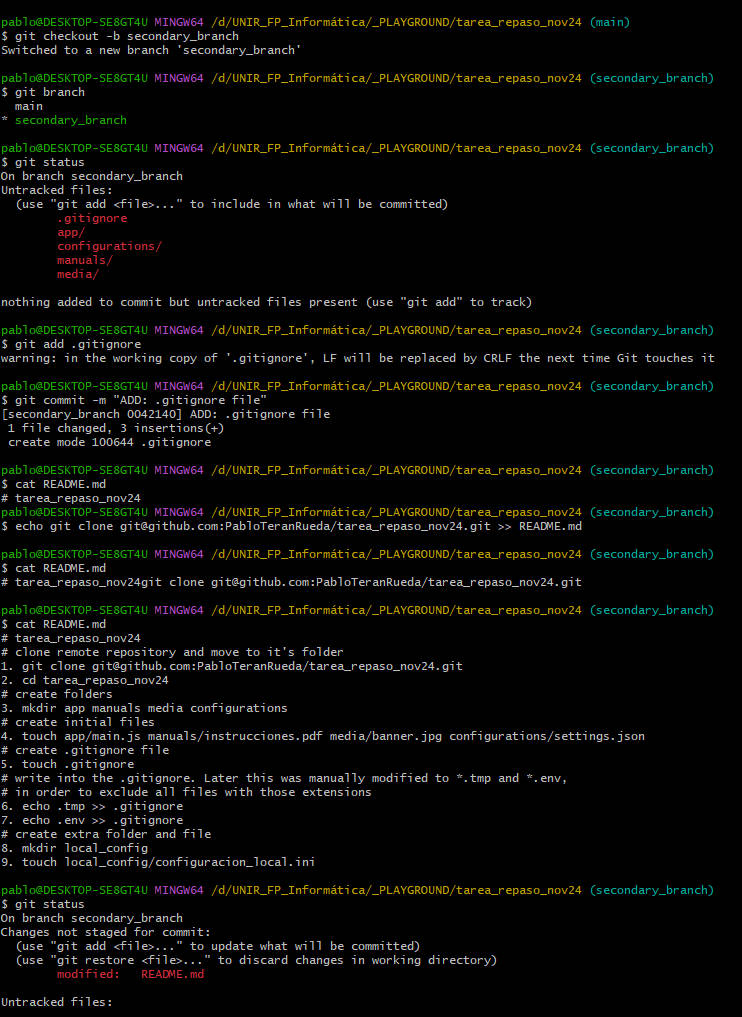 pablo@DESKTOP-SE8GT4U MINGW64 /d/UNIR_FP_Informática/_PLAYGROUND/tarea_repaso_nov24 (main)
$ git checkout -b secondary_branch
Switched to a new branch 'secondary_branch'
pablo@DESKTOP-SE8GT4U MINGW64 /d/UNIR_FP_Informática/_PLAYGROUND/tarea_repaso_nov24 (secondary_branch)
$ git branch
  main
* secondary_branch
pablo@DESKTOP-SE8GT4U MINGW64 /d/UNIR_FP_Informática/_PLAYGROUND/tarea_repaso_nov24 (secondary_branch)
$ git status
On branch secondary_branch
Untracked files:
  (use "git add <file>..." to include in what will be committed)
        .gitignore
        app/
        configurations/
        manuals/
        media/
nothing added to commit but untracked files present (use "git add" to track)
pablo@DESKTOP-SE8GT4U MINGW64 /d/UNIR_FP_Informática/_PLAYGROUND/tarea_repaso_nov24 (secondary_branch)
$ git add .gitignore
warning: in the working copy of '.gitignore', LF will be replaced by CRLF the next time Git touches it
pablo@DESKTOP-SE8GT4U MINGW64 /d/UNIR_FP_Informática/_PLAYGROUND/tarea_repaso_nov24 (secondary_branch)
$ git commit -m "ADD: .gitignore file"
[secondary_branch 0042140] ADD: .gitignore file
 1 file changed, 3 insertions(+)
 create mode 100644 .gitignore
pablo@DESKTOP-SE8GT4U MINGW64 /d/UNIR_FP_Informática/_PLAYGROUND/tarea_repaso_nov24 (secondary_branch)
$ cat README.md
# tarea_repaso_nov24
pablo@DESKTOP-SE8GT4U MINGW64 /d/UNIR_FP_Informática/_PLAYGROUND/tarea_repaso_nov24 (secondary_branch)
$ echo git clone git@github.com:PabloTeranRueda/tarea_repaso_nov24.git >> README.md
pablo@DESKTOP-SE8GT4U MINGW64 /d/UNIR_FP_Informática/_PLAYGROUND/tarea_repaso_nov24 (secondary_branch)
$ cat README.md
# tarea_repaso_nov24git clone git@github.com:PabloTeranRueda/tarea_repaso_nov24.git
pablo@DESKTOP-SE8GT4U MINGW64 /d/UNIR_FP_Informática/_PLAYGROUND/tarea_repaso_nov24 (secondary_branch)
$ cat README.md
# tarea_repaso_nov24
# clone remote repository and move to it's folder
1. git clone git@github.com:PabloTeranRueda/tarea_repaso_nov24.git
2. cd tarea_repaso_nov24
# create folders
3. mkdir app manuals media configurations
# create initial files
4. touch app/main.js manuals/instrucciones.pdf media/banner.jpg configurations/settings.json
# create .gitignore file
5. touch .gitignore
# write into the .gitignore. Later this was manually modified to *.tmp and *.env,
# in order to exclude all files with those extensions
6. echo .tmp >> .gitignore
7. echo .env >> .gitignore
# create extra folder and file
8. mkdir local_config
9. touch local_config/configuracion_local.ini
pablo@DESKTOP-SE8GT4U MINGW64 /d/UNIR_FP_Informática/_PLAYGROUND/tarea_repaso_nov24 (secondary_branch)
$ git status
On branch secondary_branch
Changes not staged for commit:
  (use "git add <file>..." to update what will be committed)
  (use "git restore <file>..." to discard changes in working directory)
        modified:   README.md
Untracked files: